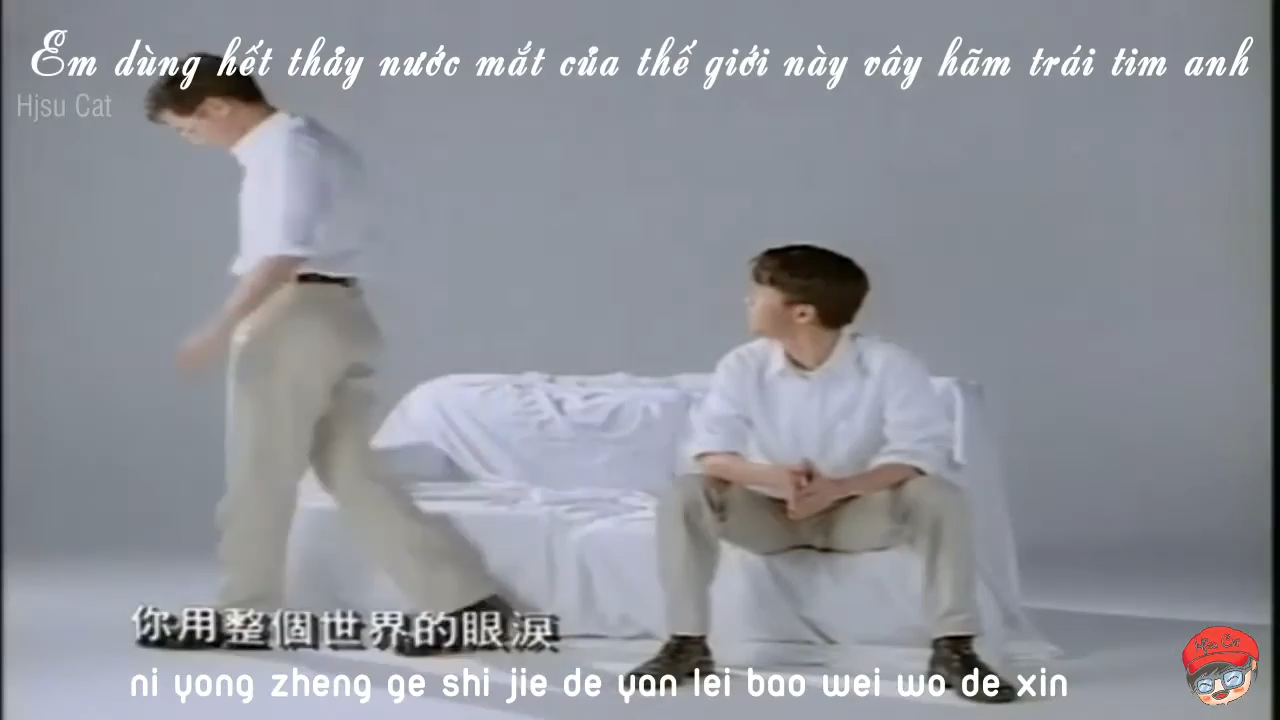 Em dùng hết thảy nước mắt của thế giới này vây hãm trái tim anh
Hjsu Cat
你用整個世界的眼淚
ni yong zheng ge shi jie de yan lei bao wei wo de xin
Hjsu Cat